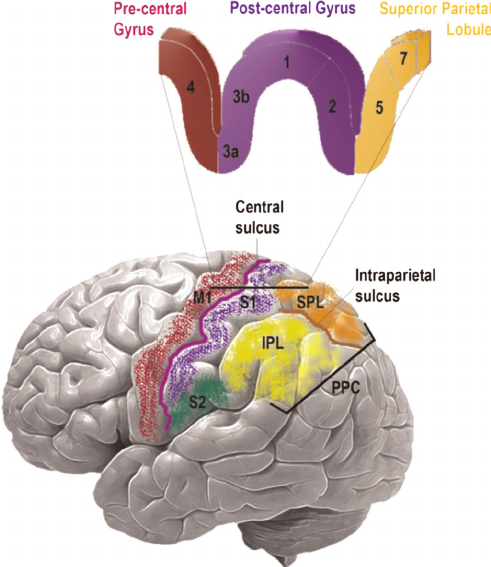 Pre-central
Gyrus
Post-central Gyrus
Superior Parietal
Lobule
4
3b
3a
1
2
5
7
Central
sulcus
Intraparietal
sulcus
M1
S1
SPL
IPL
S2
PPC